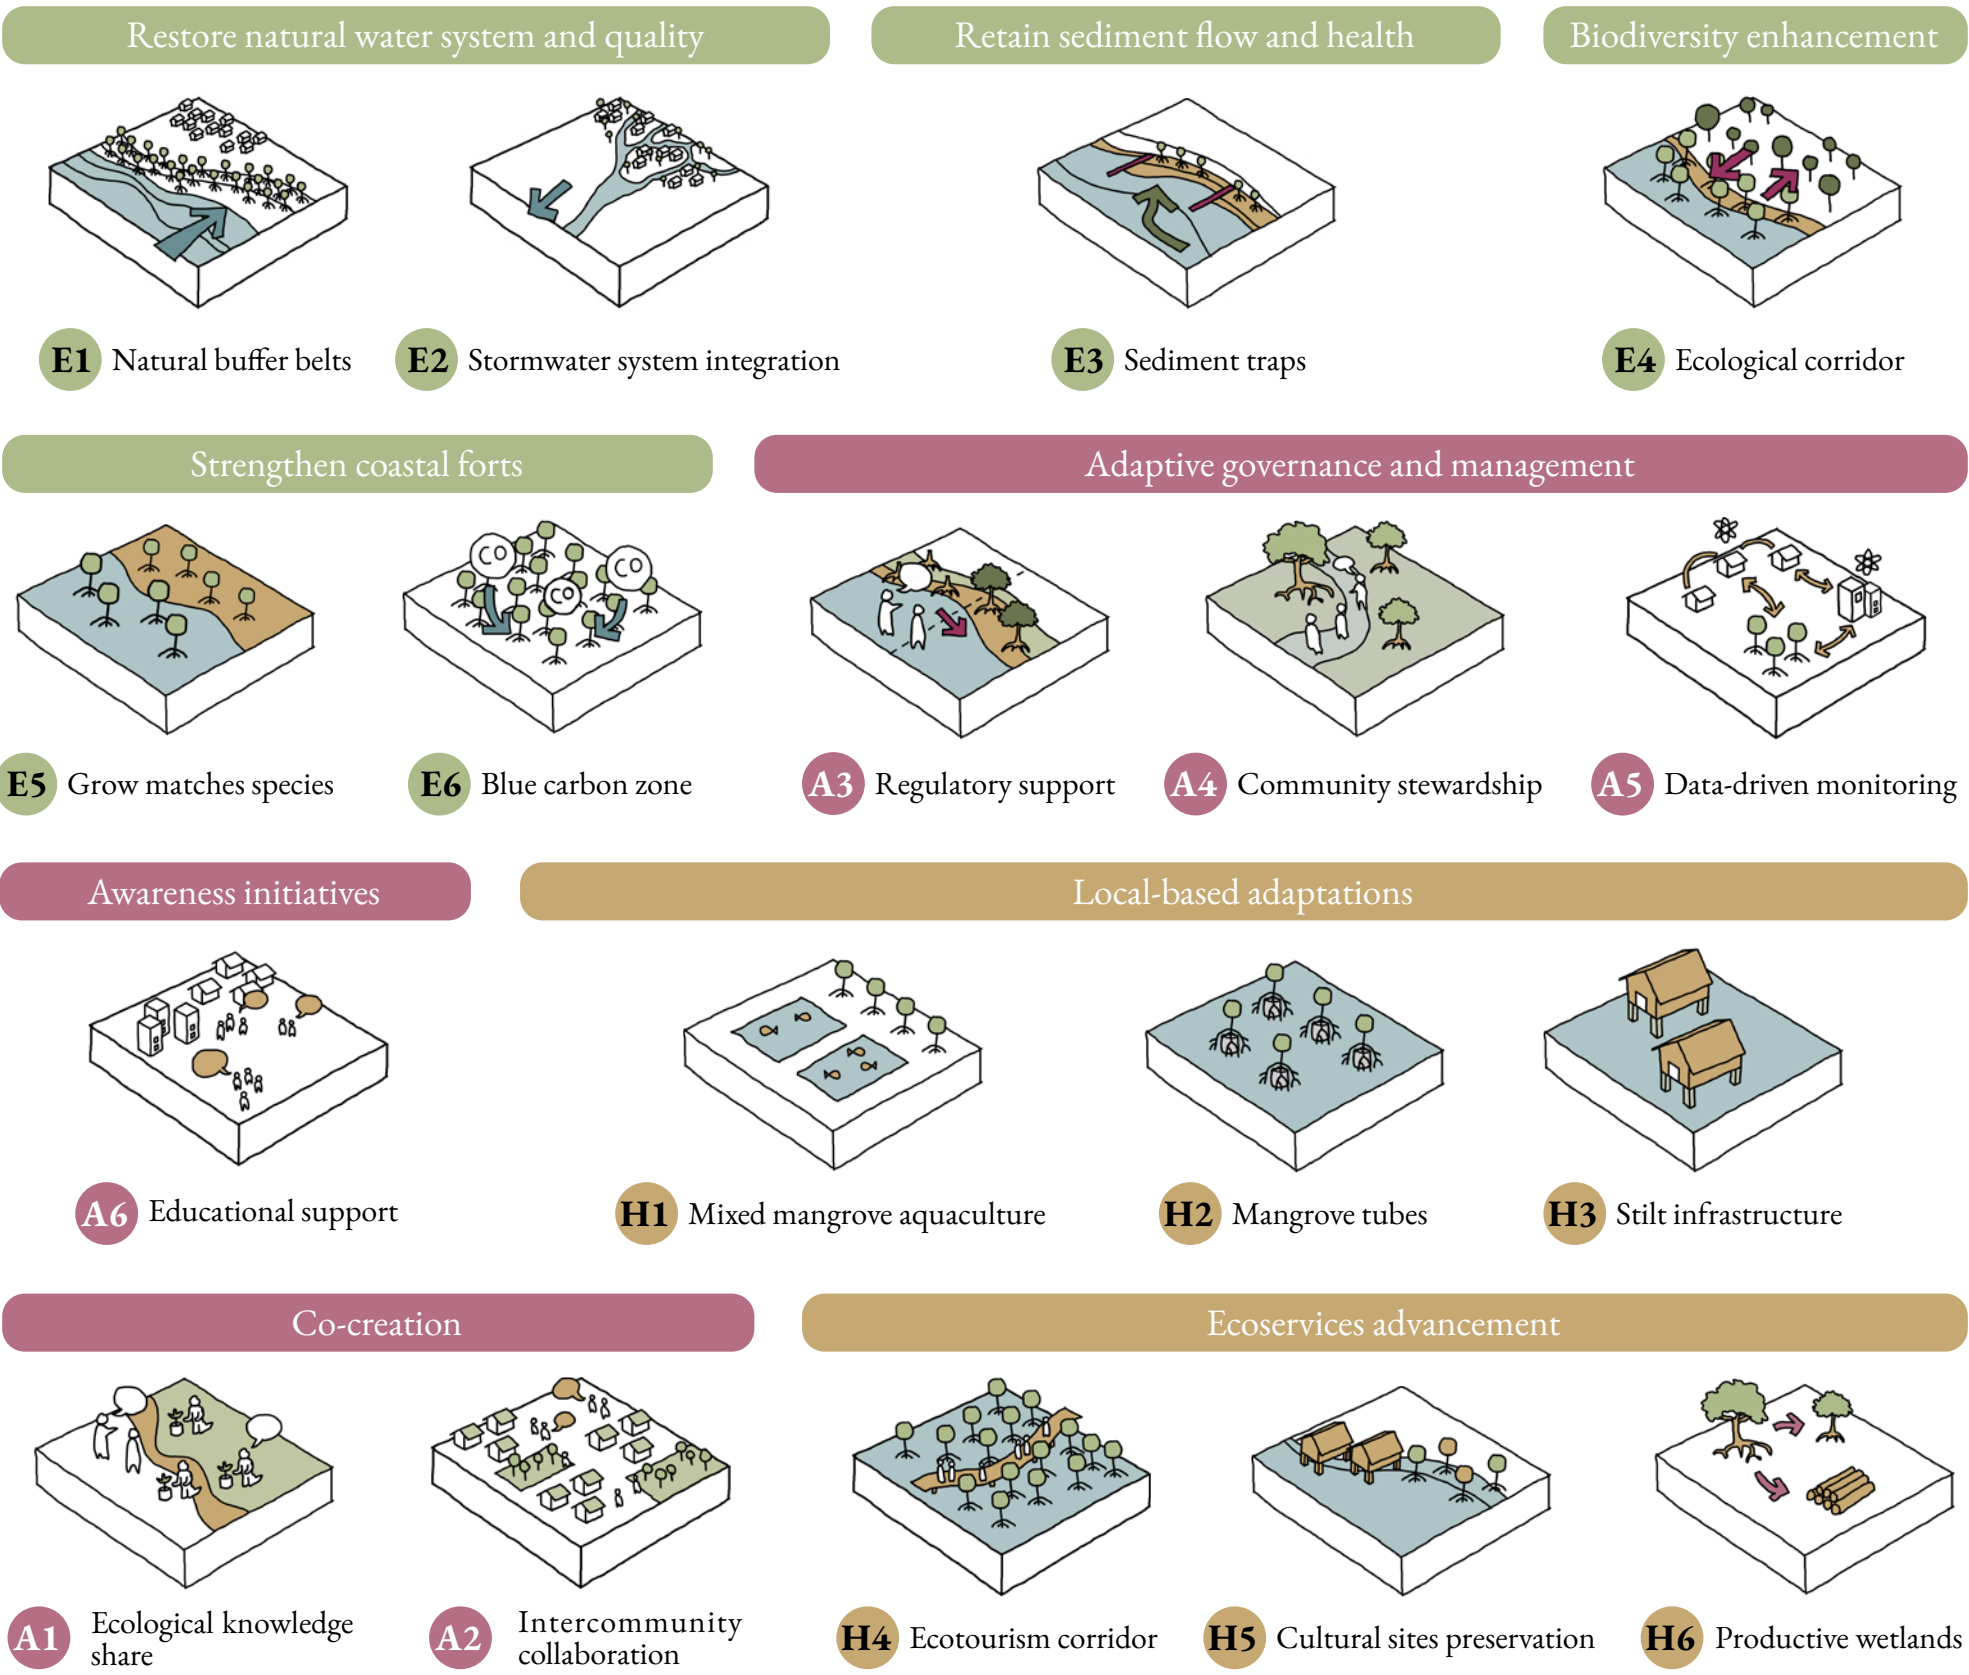 Restore natural water system and quality
Retain sediment flow and health
Biodiversity enhancement
E1 Natural buffer belts
E2 Stormwater system integration
E3 Sediment traps
E4 Ecological corridor
Strengthen coastal forts
Adaptive governance and management
CO
CO
CO
E5 Grow matches species
E6 Blue carbon zone
A3 Regulatory support
A4 Community stewardship
A5 Data-driven monitoring
Awareness initiatives
Local-based adaptations
A6 Educational support
H1 Mixed mangrove aquaculture
H2 Mangrove tubes
H3 Stilt infrastructure
Co-creation
Ecoservices advancement
A1 Ecological knowledge
share
A2 Intercommunity
collaboration
H4 Ecotourism corridor
H5 Cultural sites preservation
H6 Productive wetlands